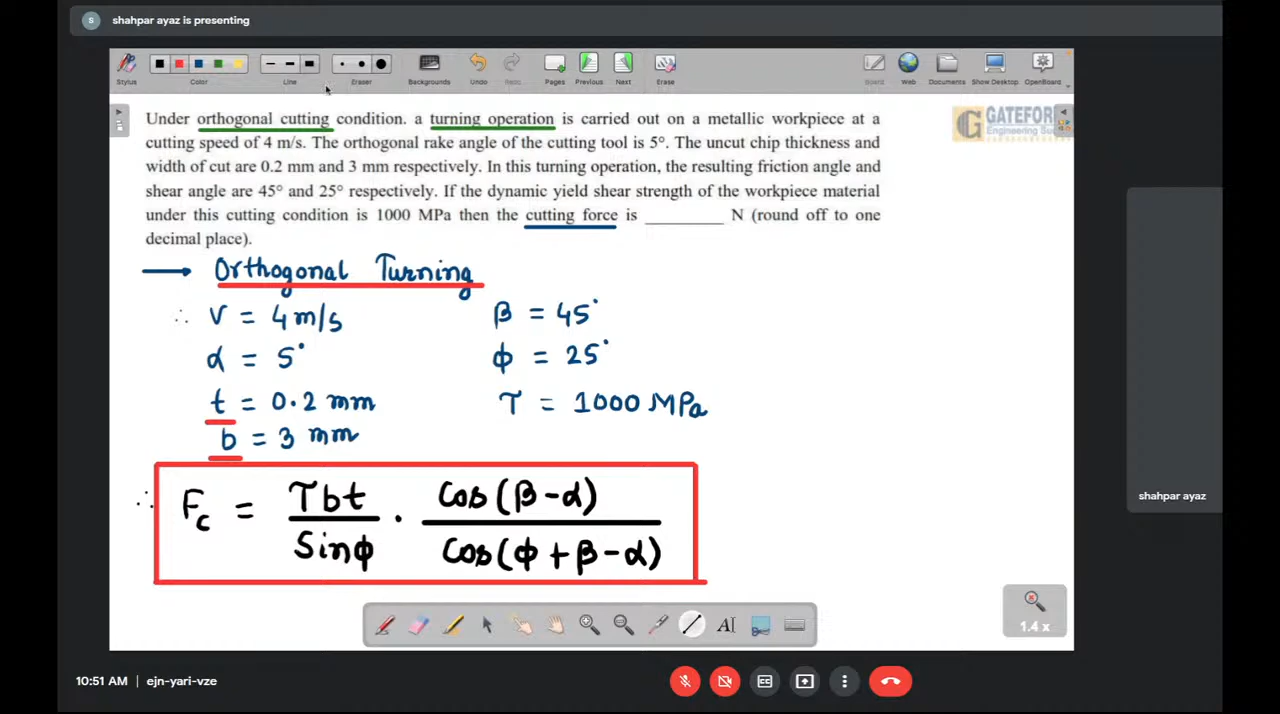 shahpar ayaz is presenting
Stylus Color Line Eraser Backgrounds Undo Redo Pages Previous Next Erase Board Web Documents Show Desktop OpenBoard
Under orthogonal cutting condition. a turning operation is carried out on a metallic workpiece at a
cutting speed of 4 m/s. The orthogonal rake angle of the cutting tool is 5°. The uncut chip thickness and
width of cut are 0.2 mm and 3 mm respectively. In this turning operation, the resulting friction angle and
shear angle are 45° and 25° respectively. If the dynamic yield shear strength of the workpiece material
under this cutting condition is 1000 MPa then the cutting force is ________ N (round off to one
decimal place).
GATEFOR
Engineering Su
→ Orthogonal Turning
∴ V = 4 m/s β = 45°
α = 5° ϕ = 25°
t = 0.2 mm τ = 1000 MPa
b = 3 mm
∴ Fc = τbt / Sinϕ · Cos(β-α) / Cos(ϕ+β-α)
shahpar ayaz
1.4 x
10:51 AM | ejn-yari-vze